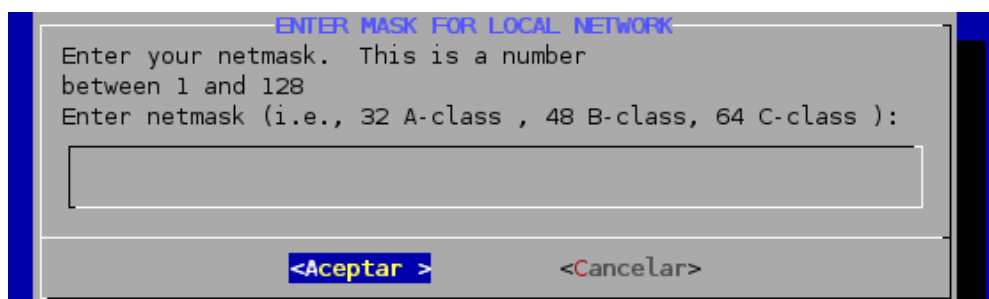 ENTER MASK FOR LOCAL NETWORK
Enter your netmask.  This is a number
between 1 and 128
Enter netmask (i.e., 32 A-class , 48 B-class, 64 C-class ):
<Aceptar >        <Cancelar>